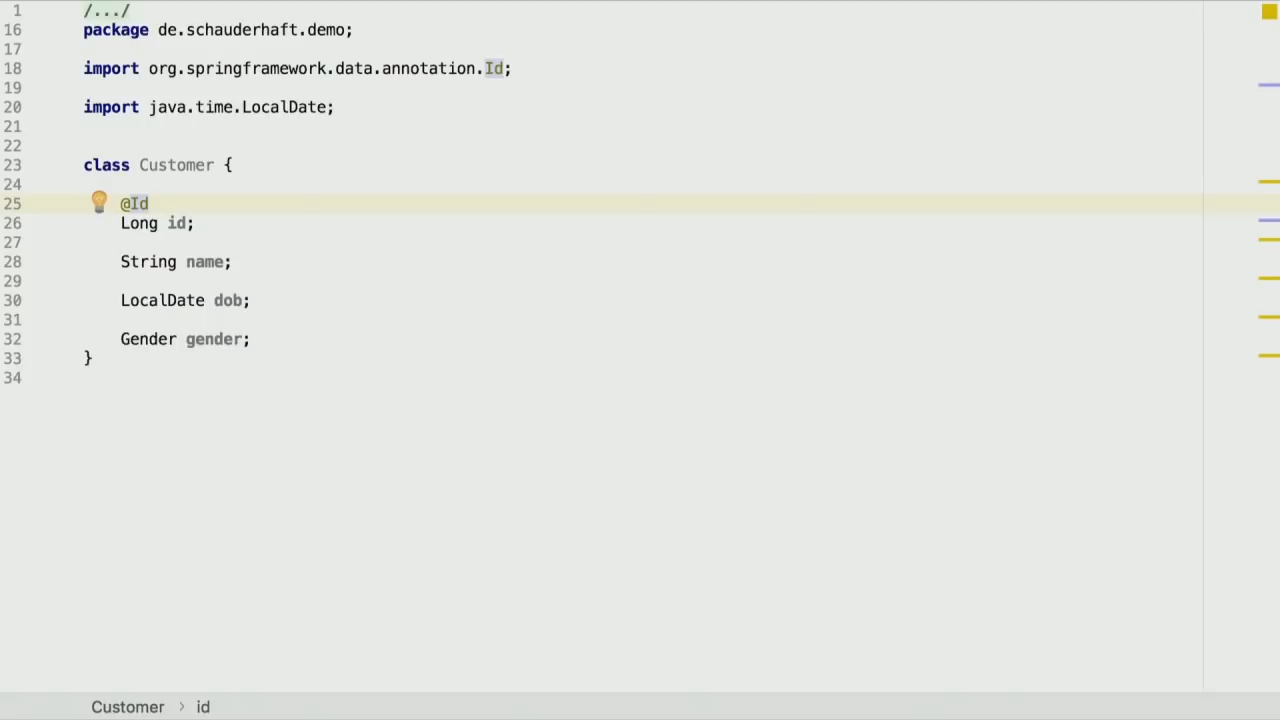 1 /.../
16 package de.schauderhaft.demo;
17
18 import org.springframework.data.annotation.Id;
19
20 import java.time.LocalDate;
21
22
23 class Customer {
24
25 @Id
26 Long id;
27
28 String name;
29
30 LocalDate dob;
31
32 Gender gender;
33 }
34
Customer › id